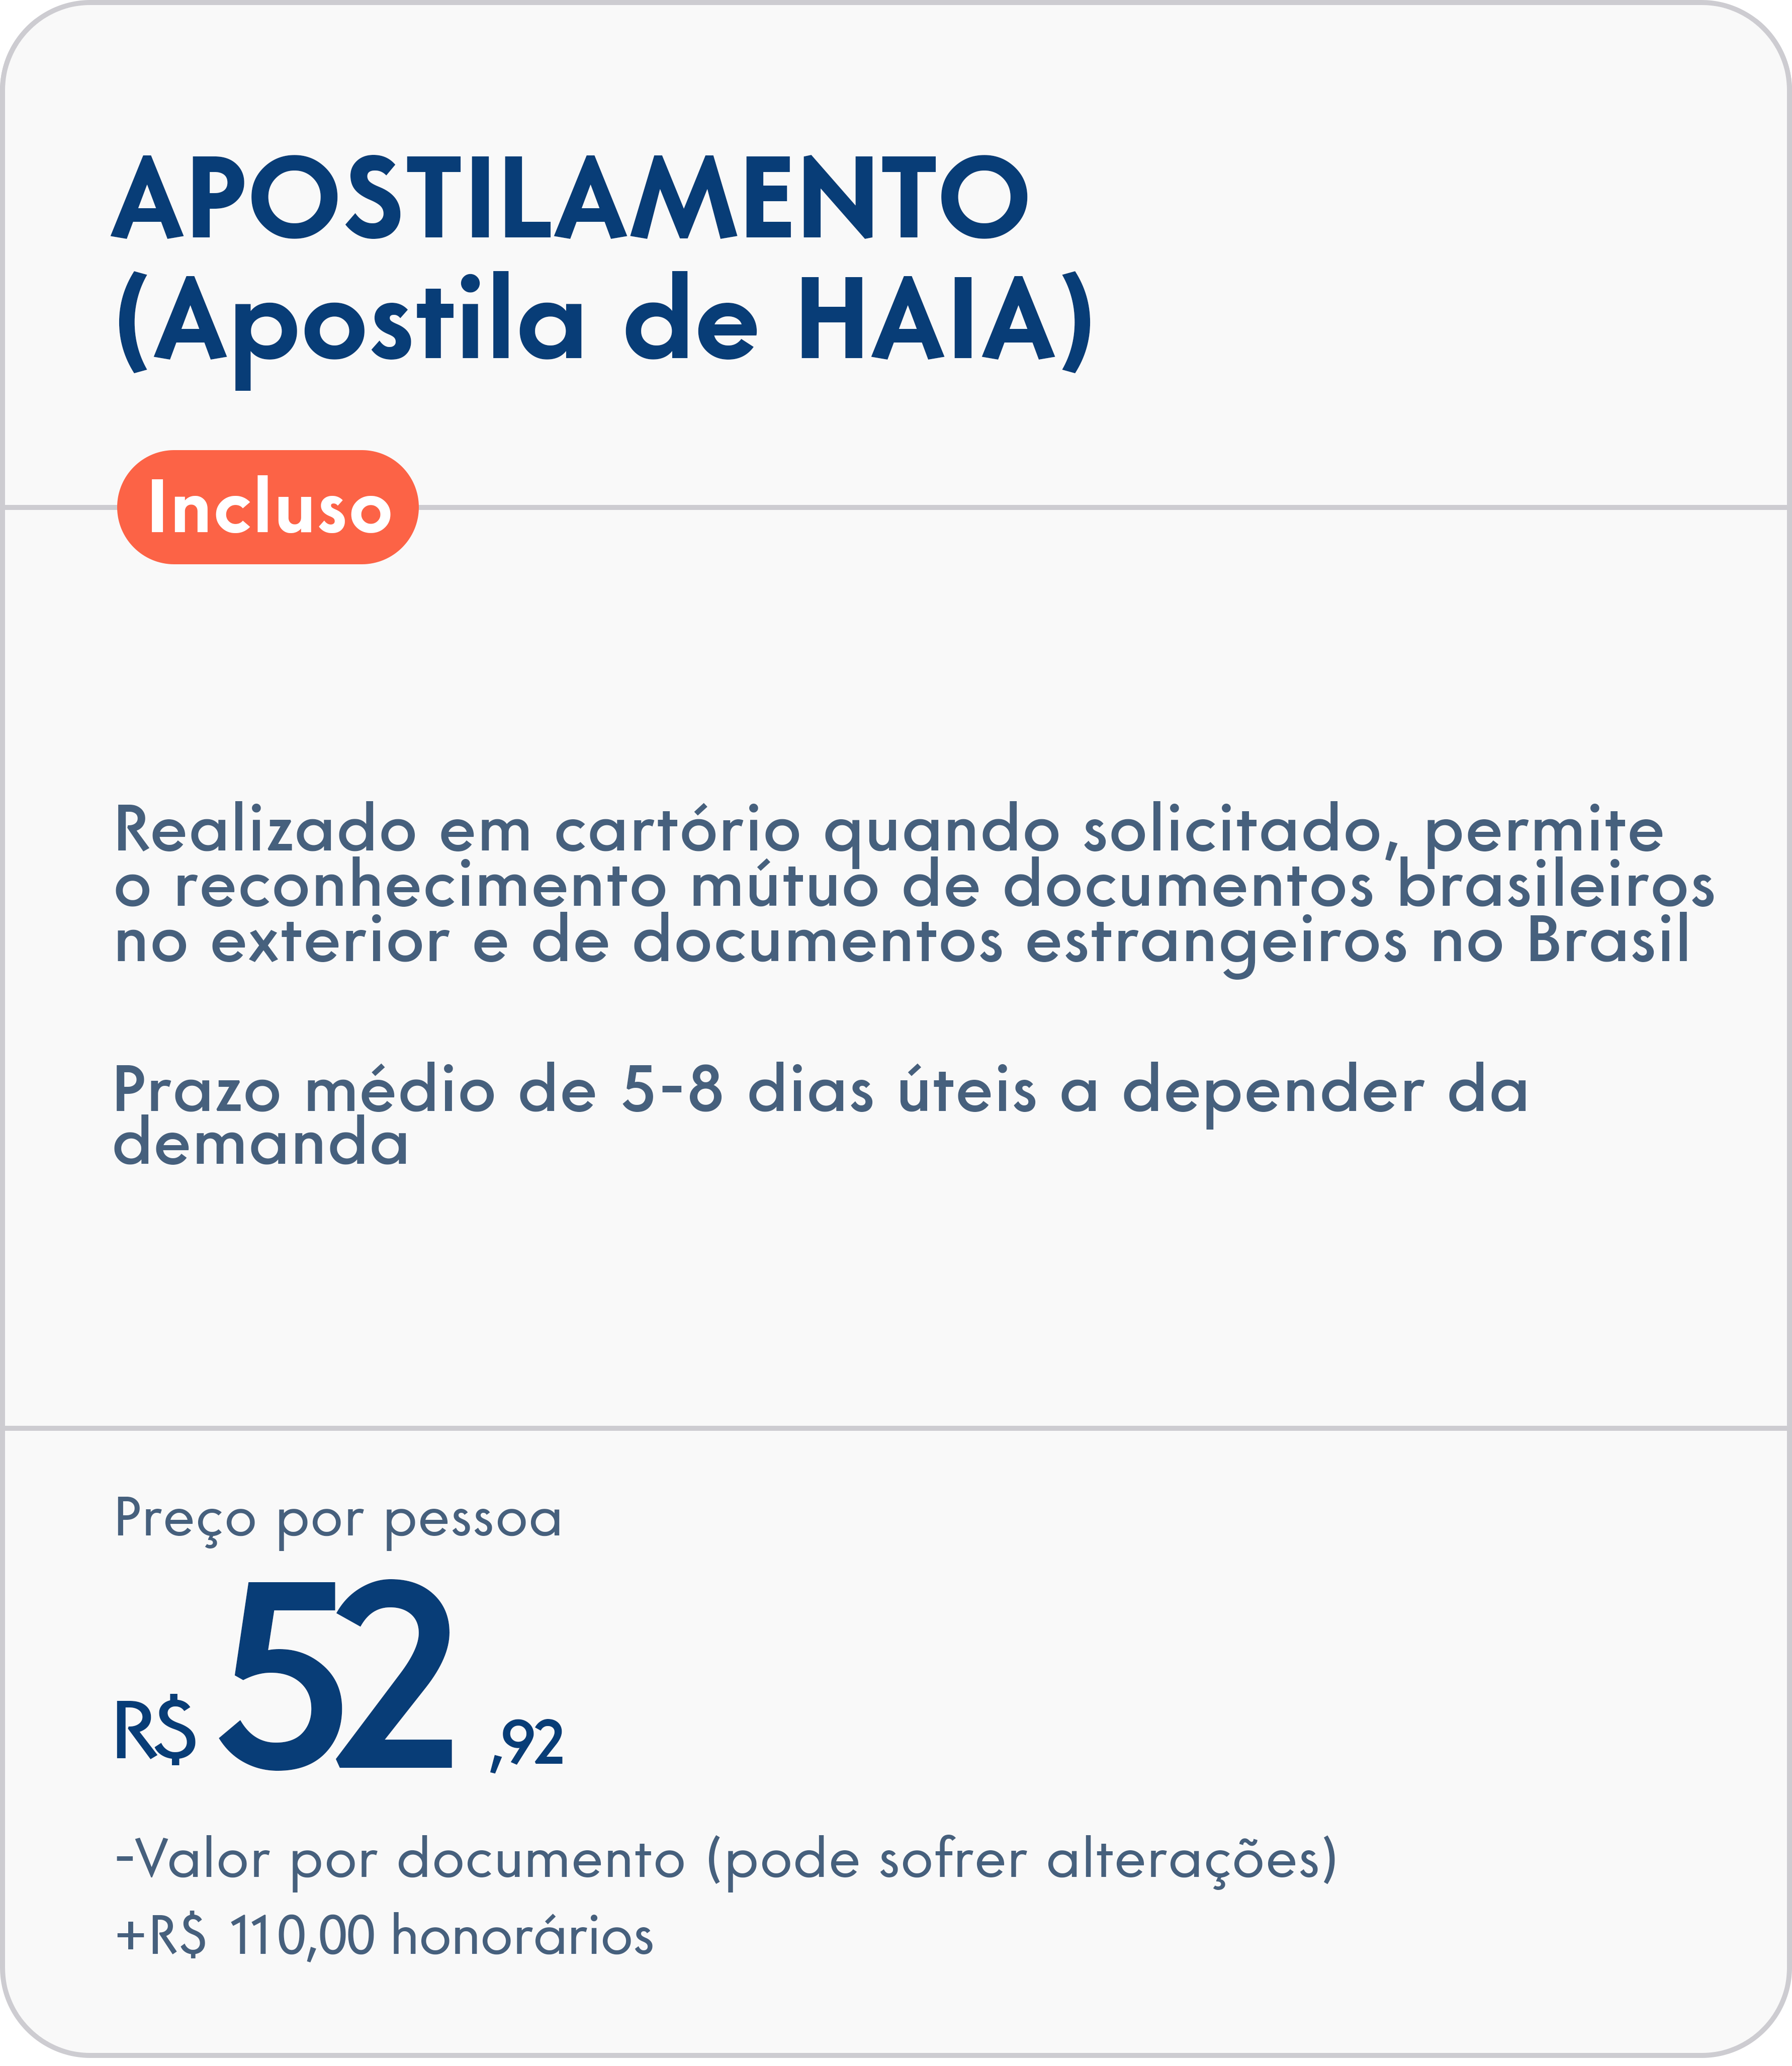 APOSTILAMENTO
(Apostila de HAIA)
Incluso
Realizado em cartório quando solicitado, permite
o reconhecimento mútuo de documentos brasileiros
no exterior e de documentos estrangeiros no Brasil
Prazo médio de 5-8 dias úteis a depender da
demanda
Preço por pessoa
R$ 52 ,92
-Valor por documento (pode sofrer alterações)
+R$ 110,00 honorários